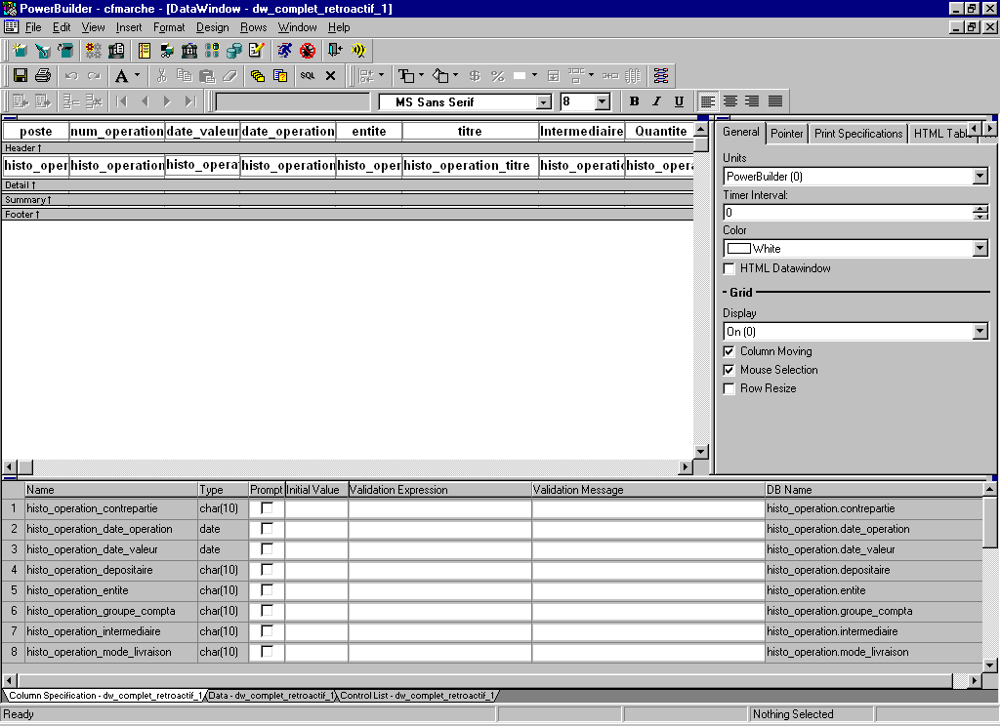 PowerBuilder - cfmarche - [DataWindow - dw_complet_retroactif_1]
File Edit View Insert Format Design Rows Window Help
A SQL $ %
MS Sans Serif 8 B I U
poste num_operation date_valeur date_operation entite titre Intermediaire Quantite
Header ↑
histo_oper histo_operation histo_opera histo_operation histo_oper histo_operation_titre histo_operatio histo_opera
Detail ↑
Summary ↑
Footer ↑
General Pointer Print Specifications HTML Table
Units
PowerBuilder (0)
Timer Interval:
0
Color
White
HTML Datawindow
Grid
Display
On (0)
Column Moving
Mouse Selection
Row Resize
Name Type Prompt Initial Value Validation Expression Validation Message DB Name
1 histo_operation_contrepartie char(10) histo_operation.contrepartie
2 histo_operation_date_operation date histo_operation.date_operation
3 histo_operation_date_valeur date histo_operation.date_valeur
4 histo_operation_depositaire char(10) histo_operation.depositaire
5 histo_operation_entite char(10) histo_operation.entite
6 histo_operation_groupe_compta char(10) histo_operation.groupe_compta
7 histo_operation_intermediaire char(10) histo_operation.intermediaire
8 histo_operation_mode_livraison char(10) histo_operation.mode_livraison
Column Specification - dw_complet_retroactif_1 Data - dw_complet_retroactif_1 Control List - dw_complet_retroactif_1
Ready Nothing Selected